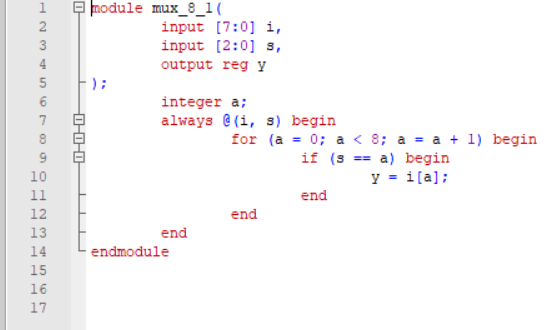 1 module mux_8_1(
2 input [7:0] i,
3 input [2:0] s,
4 output reg y
5 );
6 integer a;
7 always @(i, s) begin
8 for (a = 0; a < 8; a = a + 1) begin
9 if (s == a) begin
10 y = i[a];
11 end
12 end
13 end
14 endmodule
15
16
17